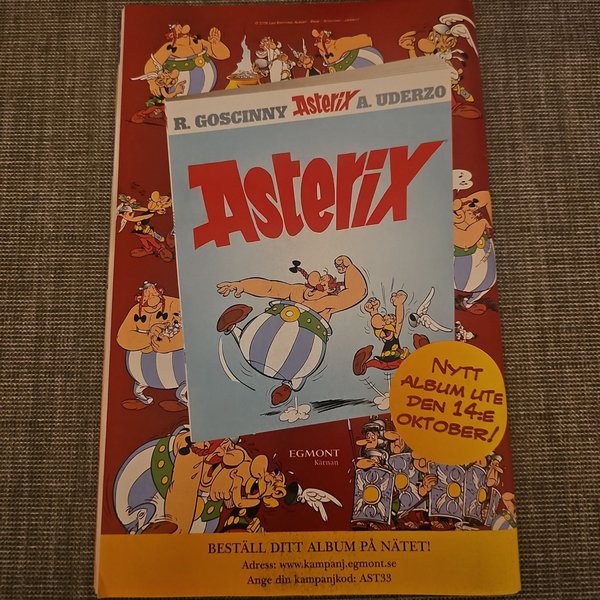 R. GOSCINNY Asterix A. UDERZO
Asterix
NYTT
ALBUM UTE
DEN 14:E
OKTOBER!
EGMONT
Kärnan
BESTÄLL DITT ALBUM PÅ NÄTET!
Adress: www.kampanj.egmont.se
Ange din kampanjkod: AST33